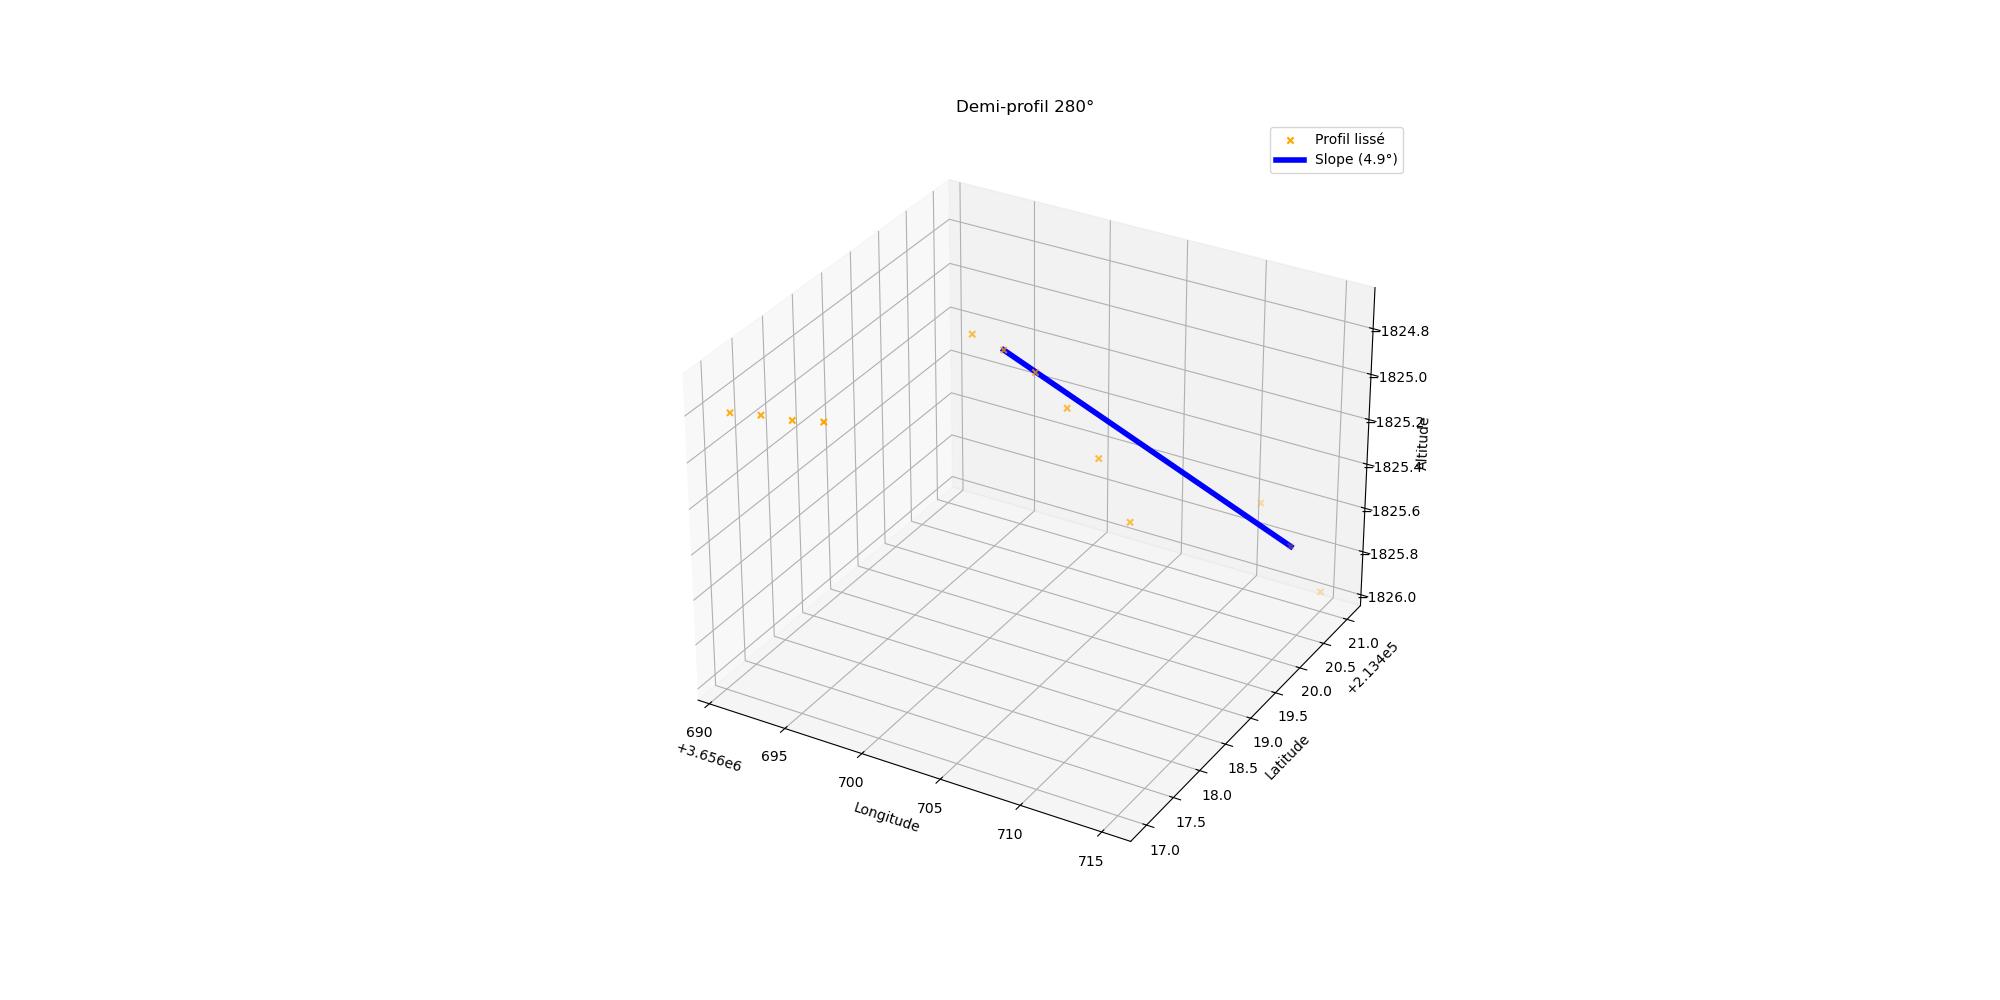 Demi-profil 280°
Profil lissé
Slope (4.9°)
−1824.8
−1825.0
−1825.2
−1825.4
−1825.6
−1825.8
−1826.0
Altitude
21.0
20.5
20.0
19.5
19.0
18.5
18.0
17.5
17.0
+2.134e5
Latitude
690
695
700
705
710
715
+3.656e6
Longitude